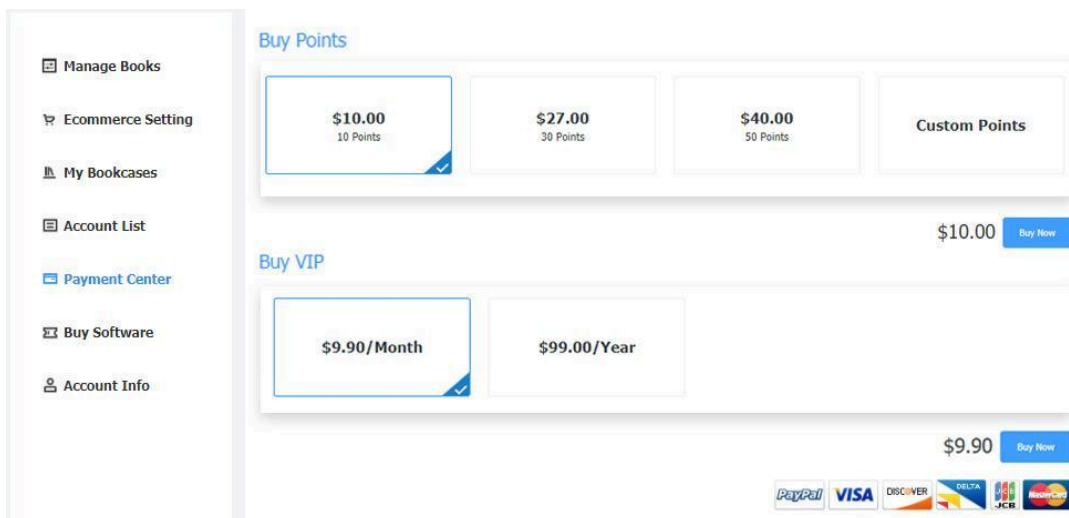 Manage Books
Ecommerce Setting
My Bookcases
Account List
Payment Center
Buy Software
Account Info
Buy Points
$10.00
10 Points
$27.00
30 Points
$40.00
50 Points
Custom Points
$10.00 Buy Now
Buy VIP
$9.90/Month
$99.00/Year
$9.90 Buy Now
PayPal VISA DISCOVER DELTA JCB MasterCard